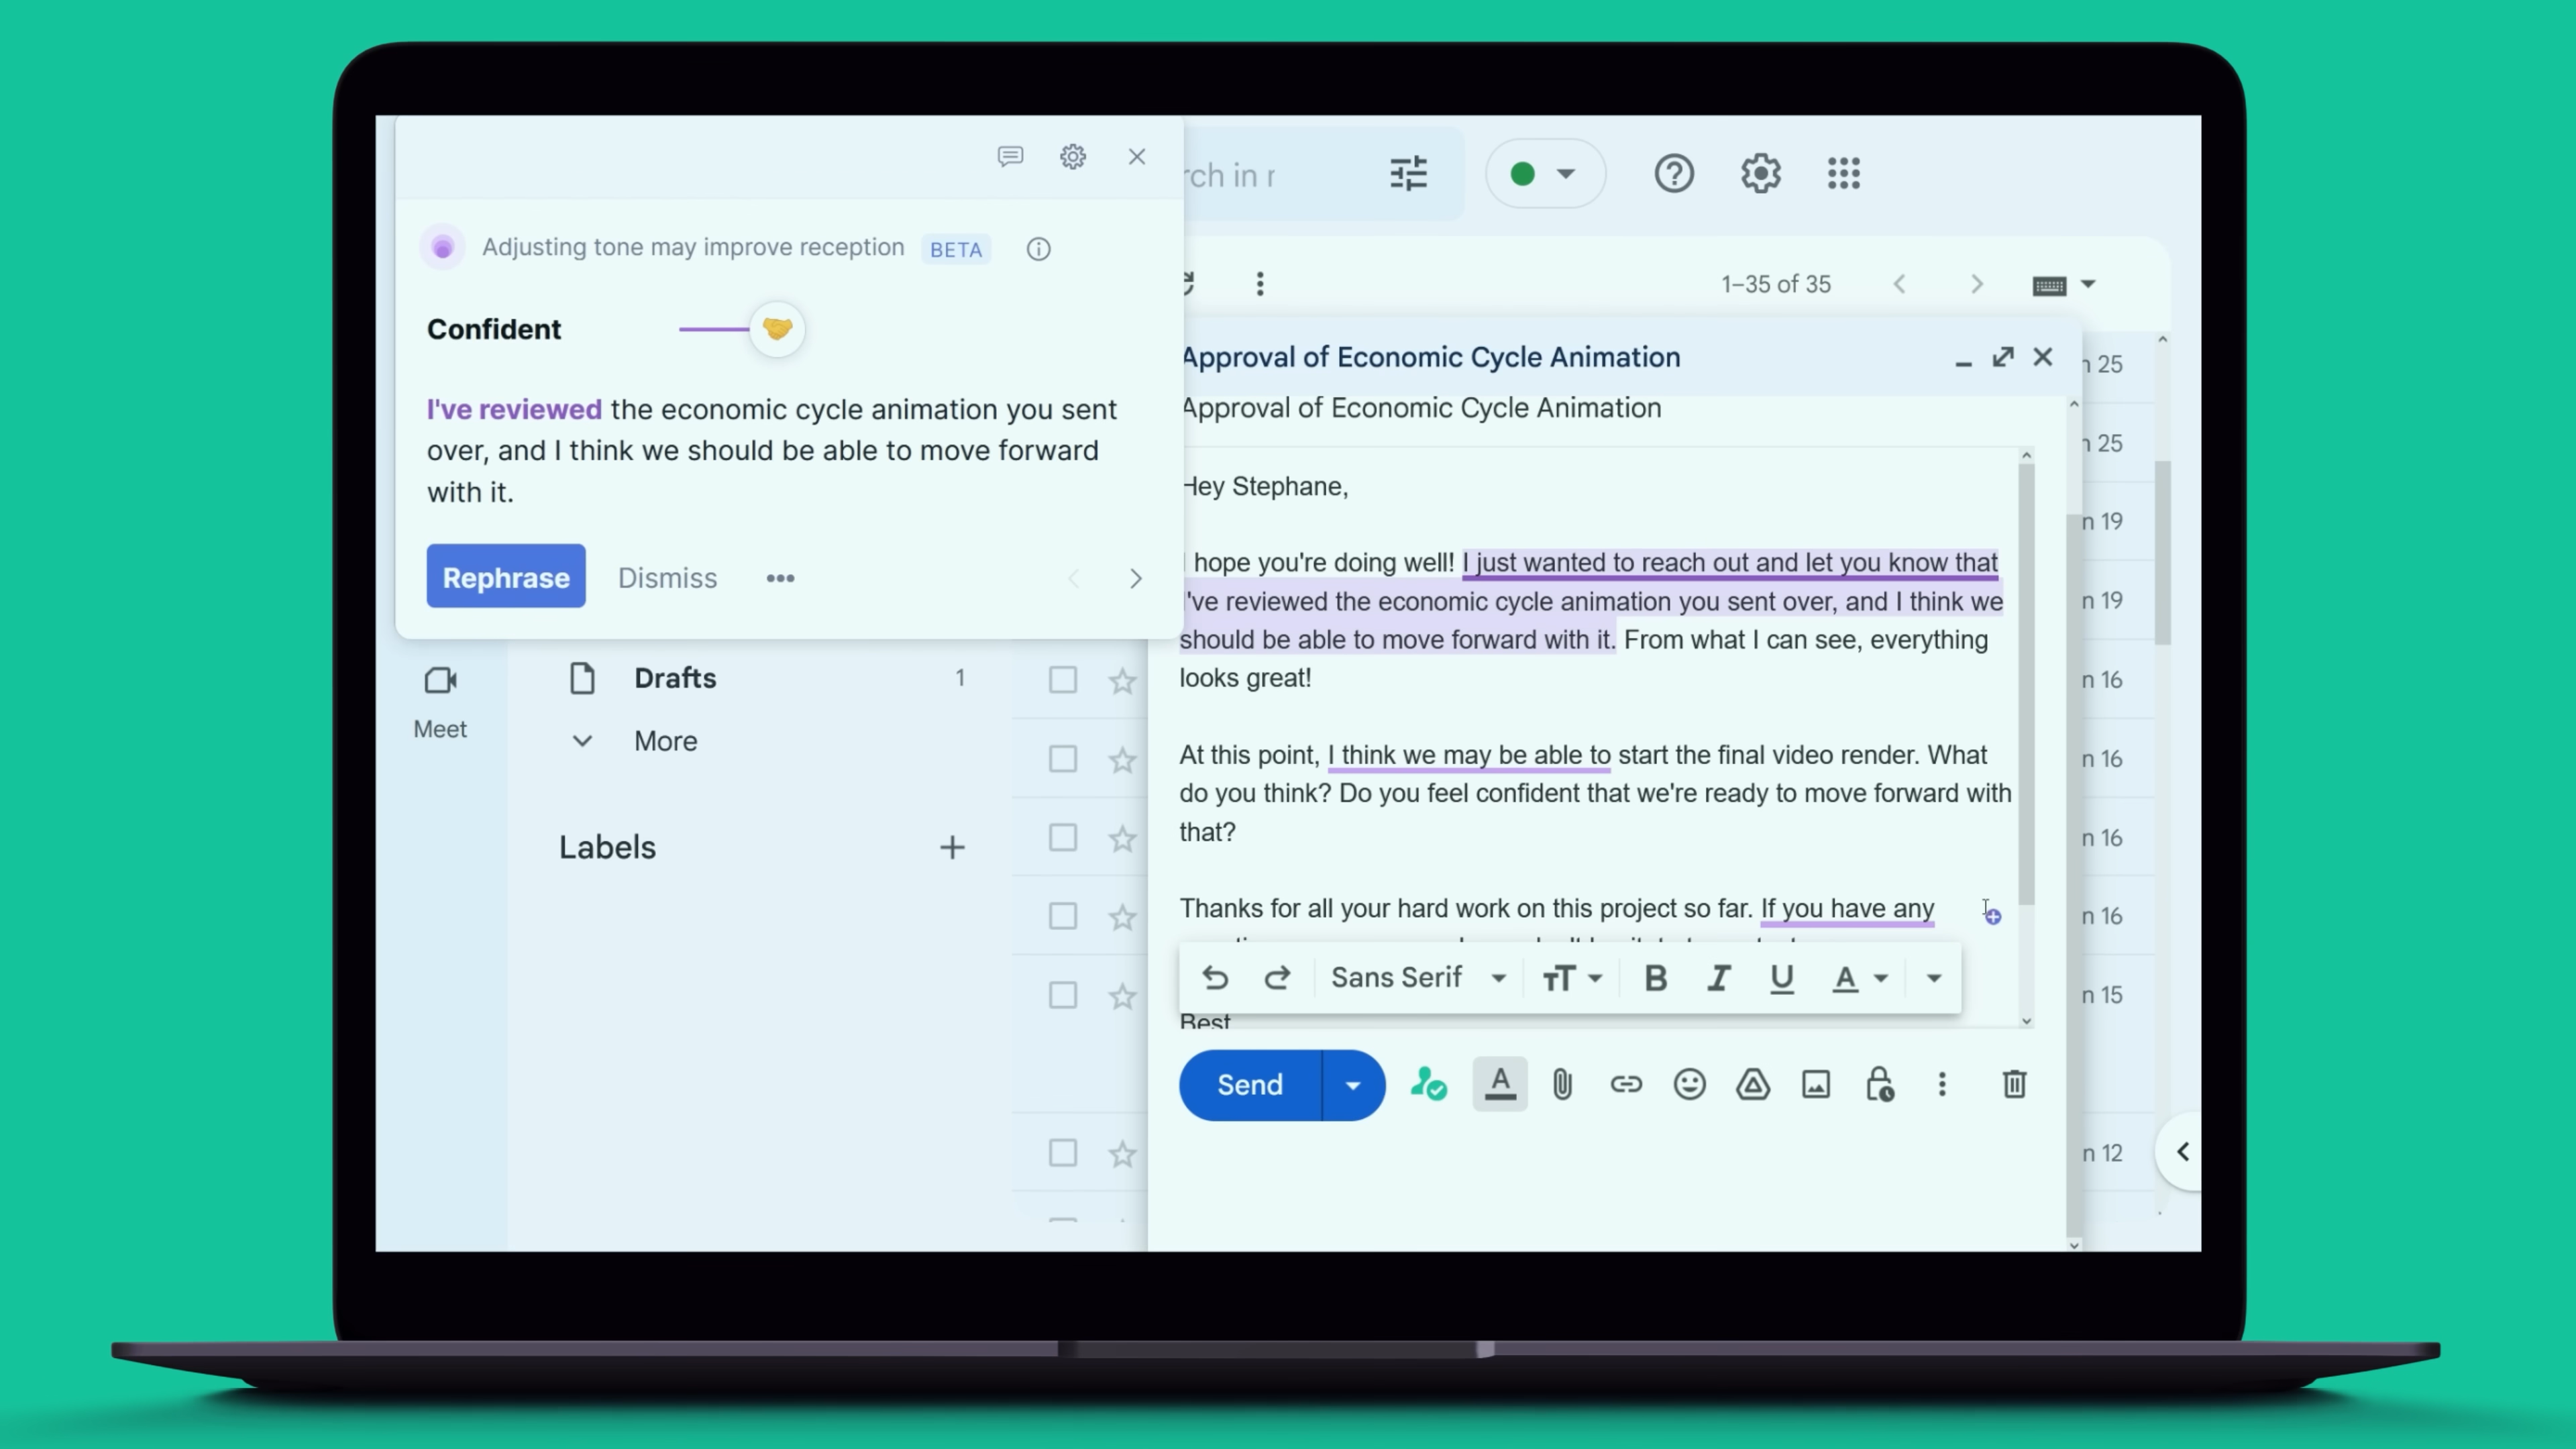 Adjusting tone may improve reception BETA
Confident
I've reviewed the economic cycle animation you sent
over, and I think we should be able to move forward
with it.
Rephrase Dismiss
Meet
Drafts 1
More
Labels
in
1–35 of 35
Approval of Economic Cycle Animation
Approval of Economic Cycle Animation
Hey Stephane,
I hope you're doing well! I just wanted to reach out and let you know that
I've reviewed the economic cycle animation you sent over, and I think we
should be able to move forward with it. From what I can see, everything
looks great!
At this point, I think we may be able to start the final video render. What
do you think? Do you feel confident that we're ready to move forward with
that?
Thanks for all your hard work on this project so far. If you have any
Sans Serif
Best
Send
25
25
19
19
16
16
16
16
15
12